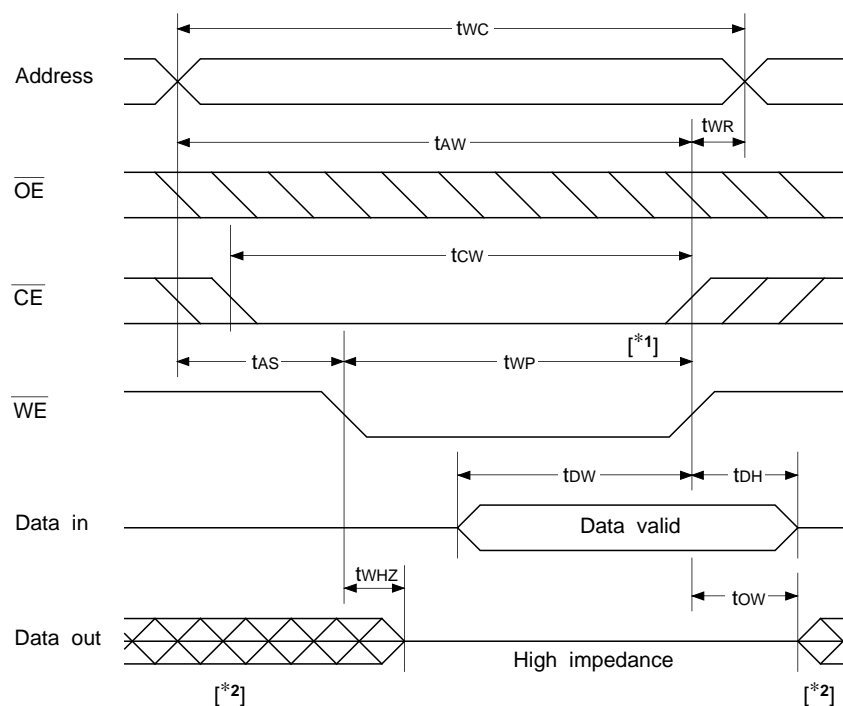 tWC
Address
tAW
tWR
OE
tCW
CE
[*1]
tAS
tWP
WE
tDW
tDH
Data in
Data valid
tWHZ
tOW
Data out
High impedance
[*2]
[*2]